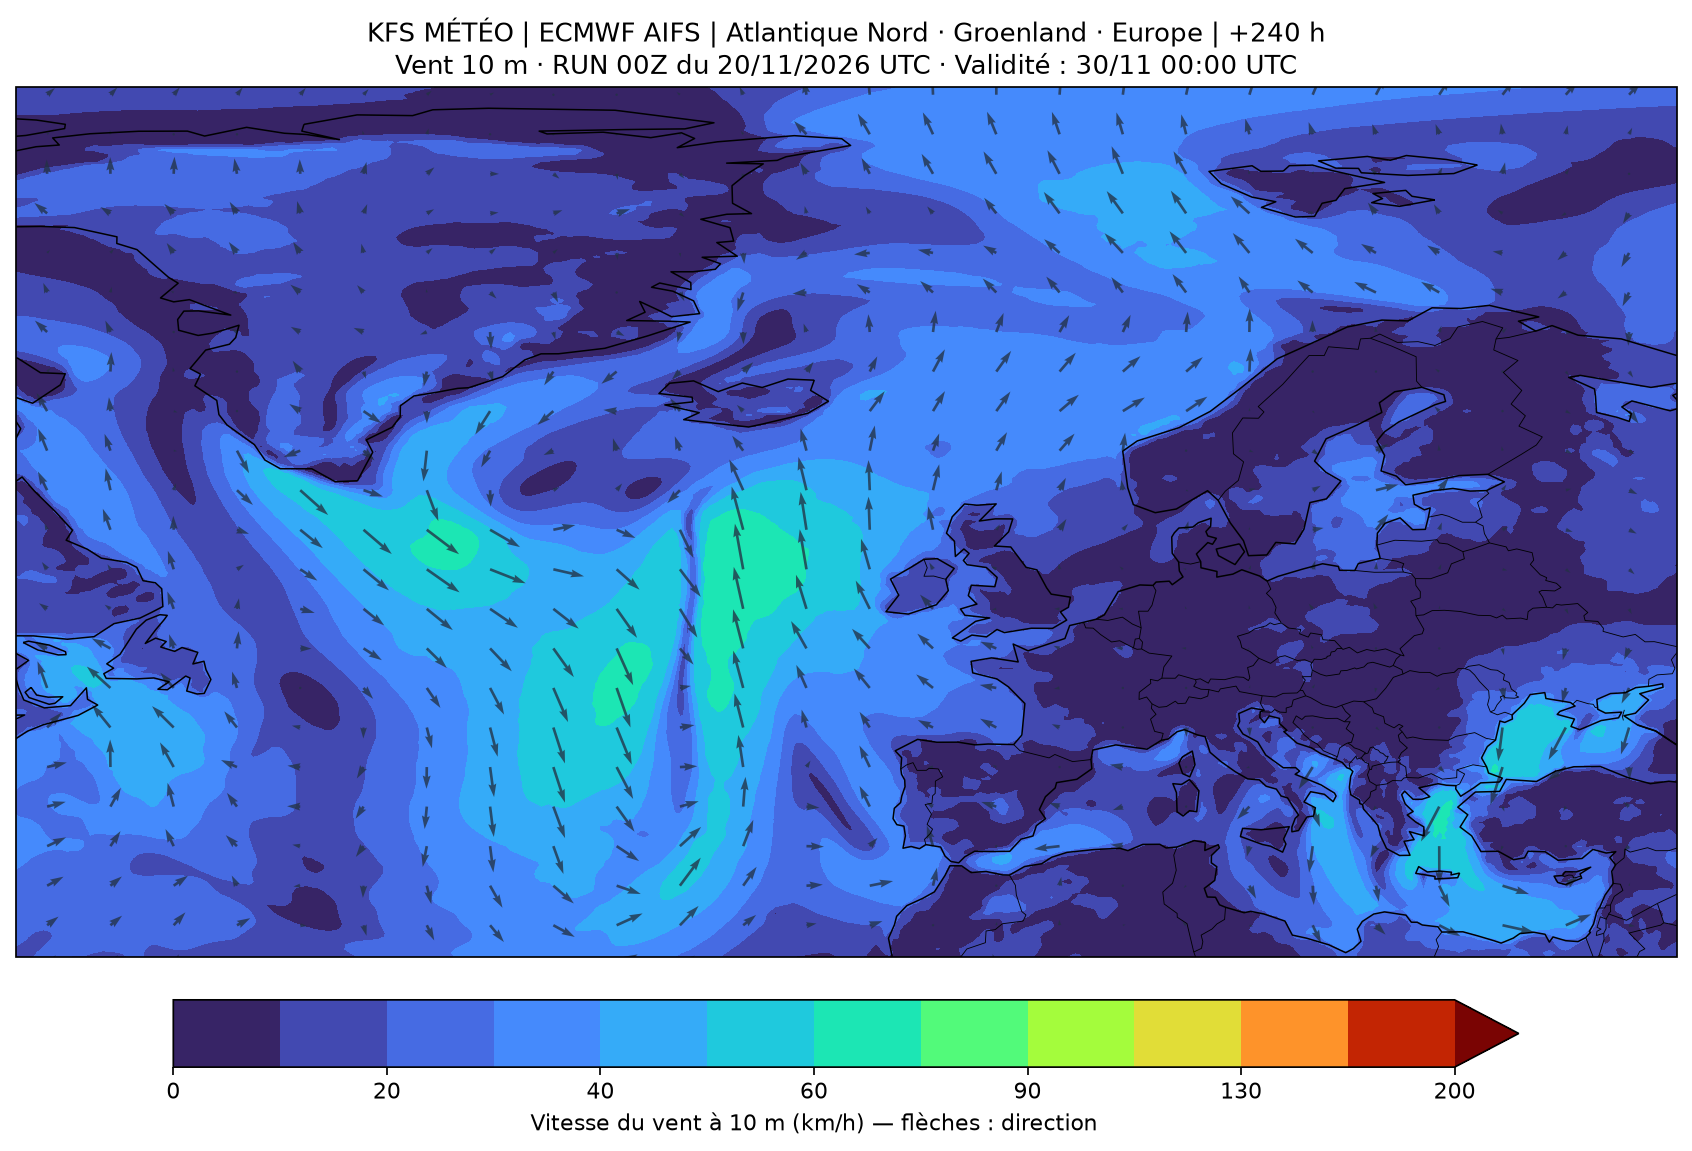 KFS MÉTÉO | ECMWF AIFS | Atlantique Nord · Groenland · Europe | +240 h
Vent 10 m · RUN 00Z du 20/11/2026 UTC · Validité : 30/11 00:00 UTC
0 20 40 60 90 130 200
Vitesse du vent à 10 m (km/h) — flèches : direction